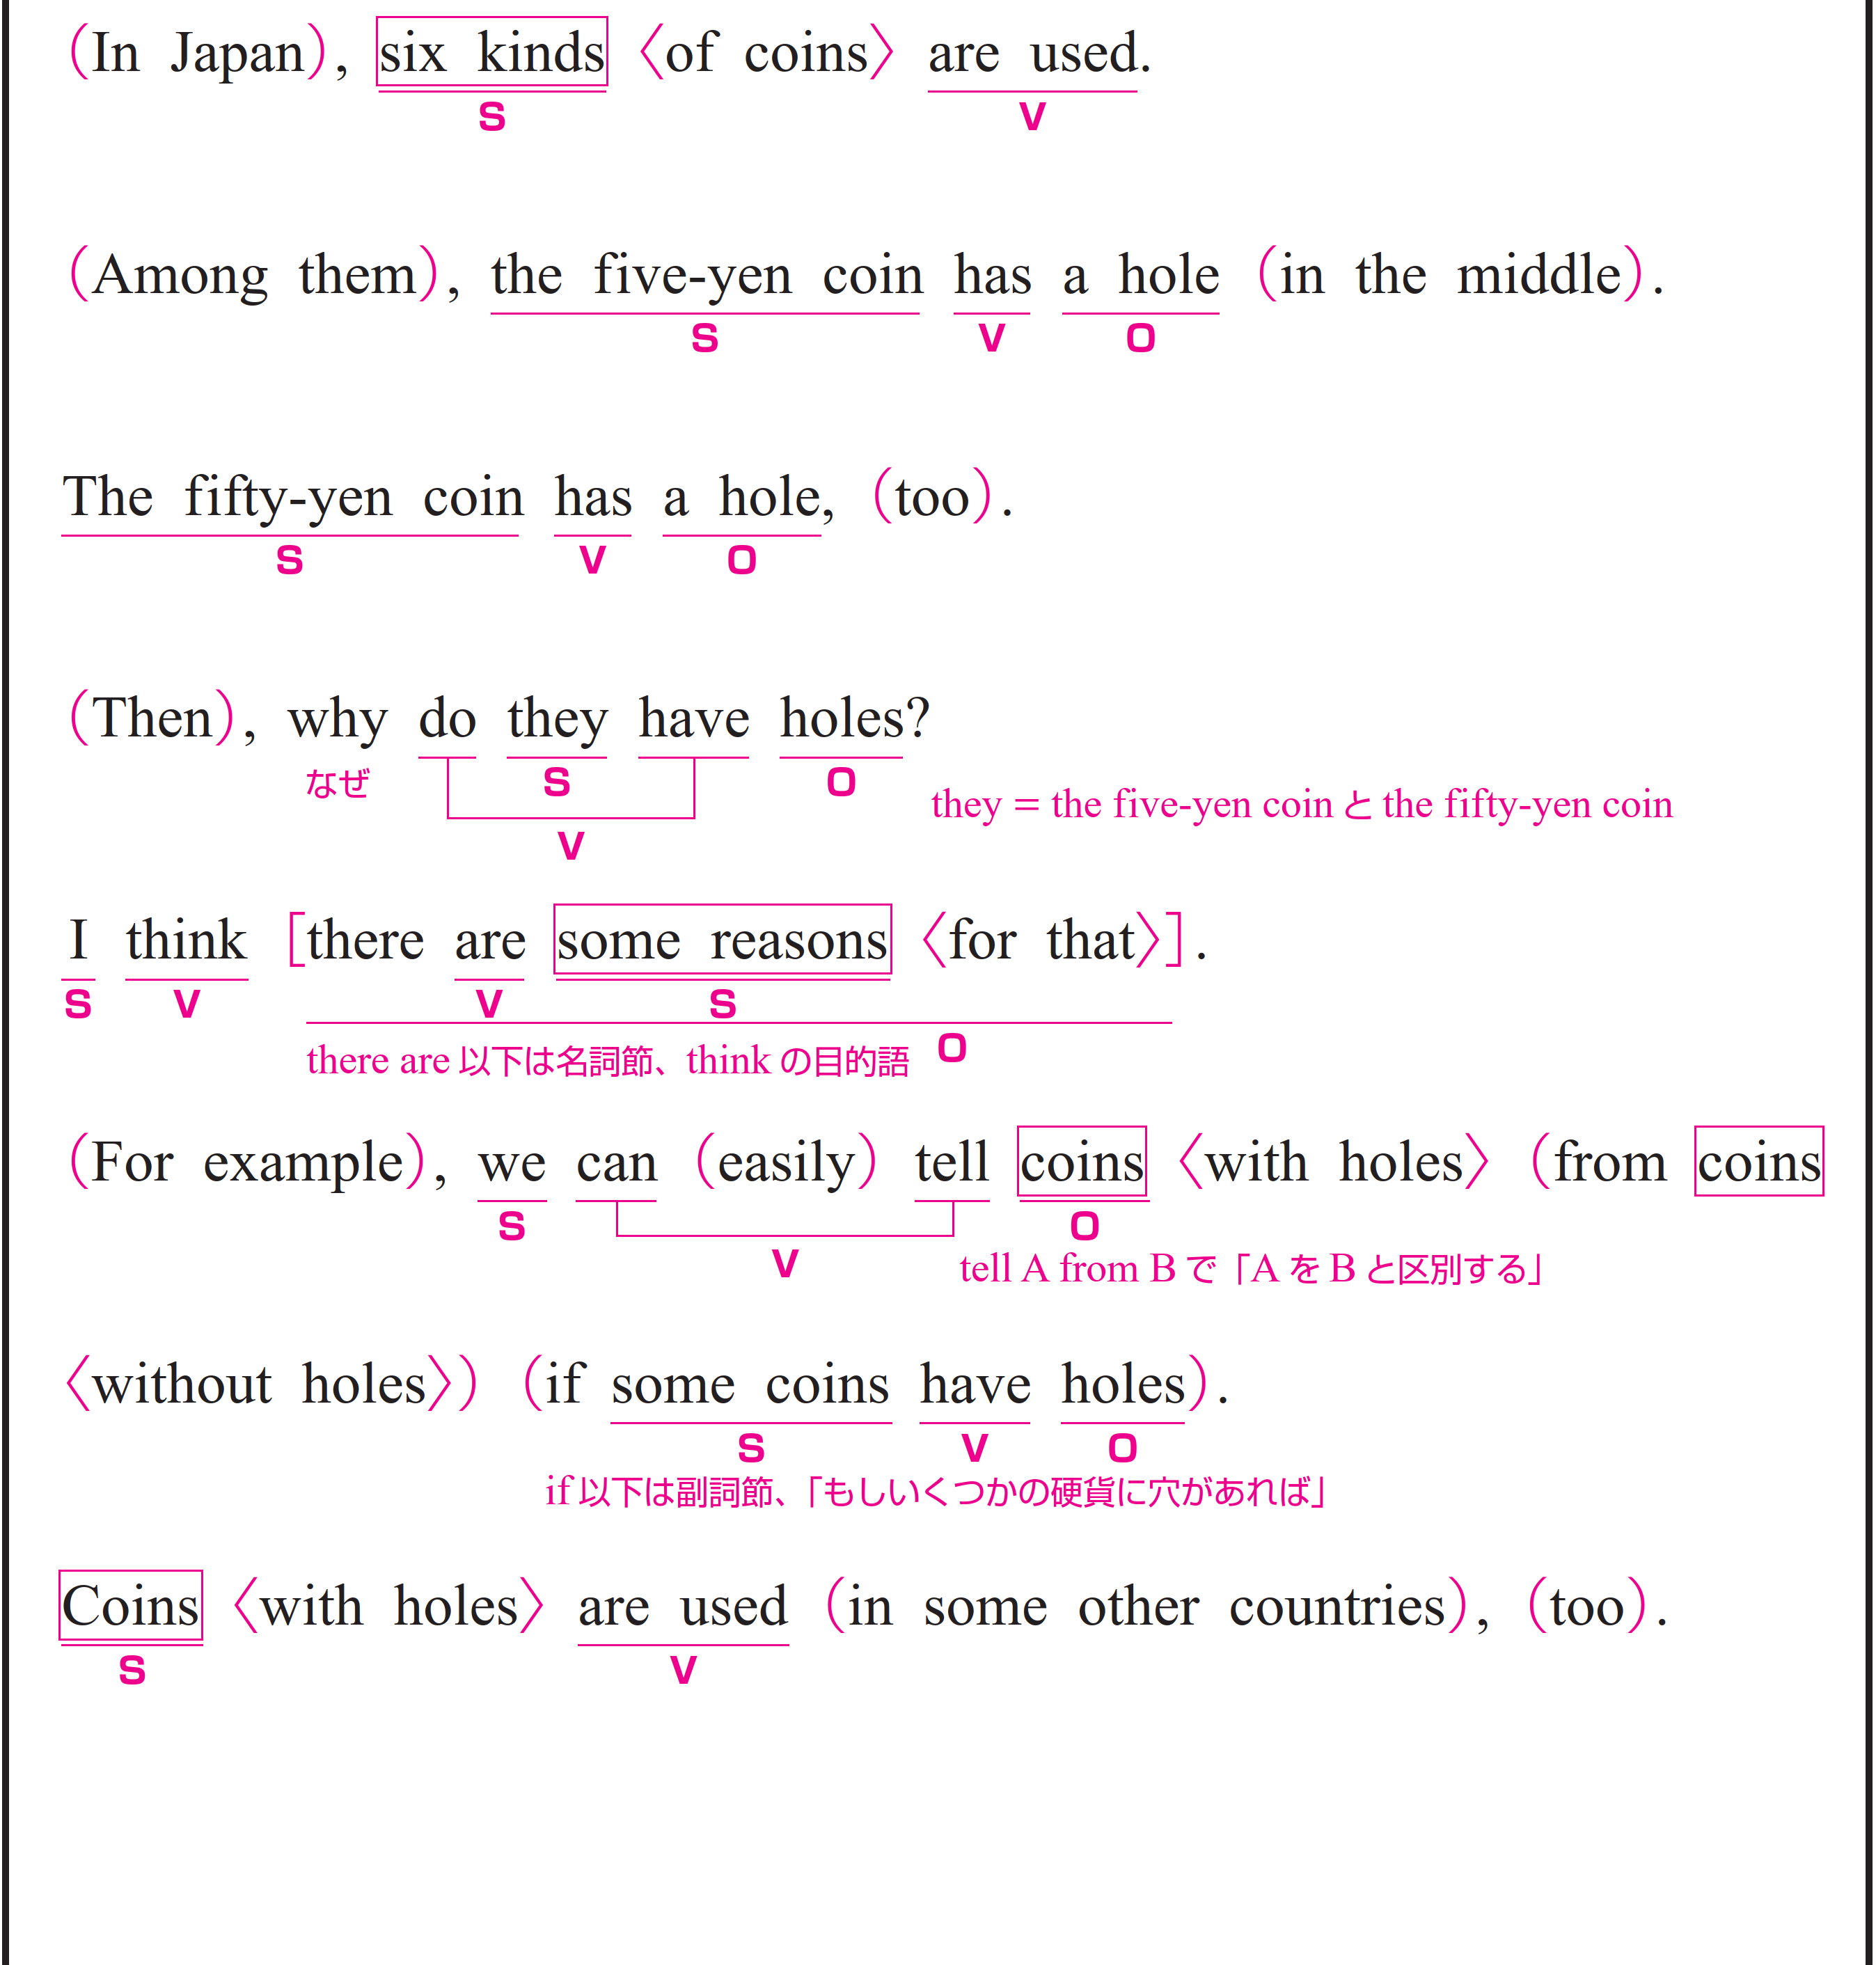 (In Japan), six kinds 〈of coins〉 are used.
S V
(Among them), the five-yen coin has a hole (in the middle).
S V O
The fifty-yen coin has a hole, (too).
S V O
(Then), why do they have holes?
なぜ S O
they = the five-yen coin と the fifty-yen coin
V
I think [there are some reasons 〈for that〉].
S V V S
O
there are 以下は名詞節、think の目的語
(For example), we can (easily) tell coins 〈with holes〉 (from coins
S O
V
tell A from B で「A を B と区別する」
〈without holes〉) (if some coins have holes).
S V O
if 以下は副詞節、「もしいくつかの硬貨に穴があれば」
Coins 〈with holes〉 are used (in some other countries), (too).
S V